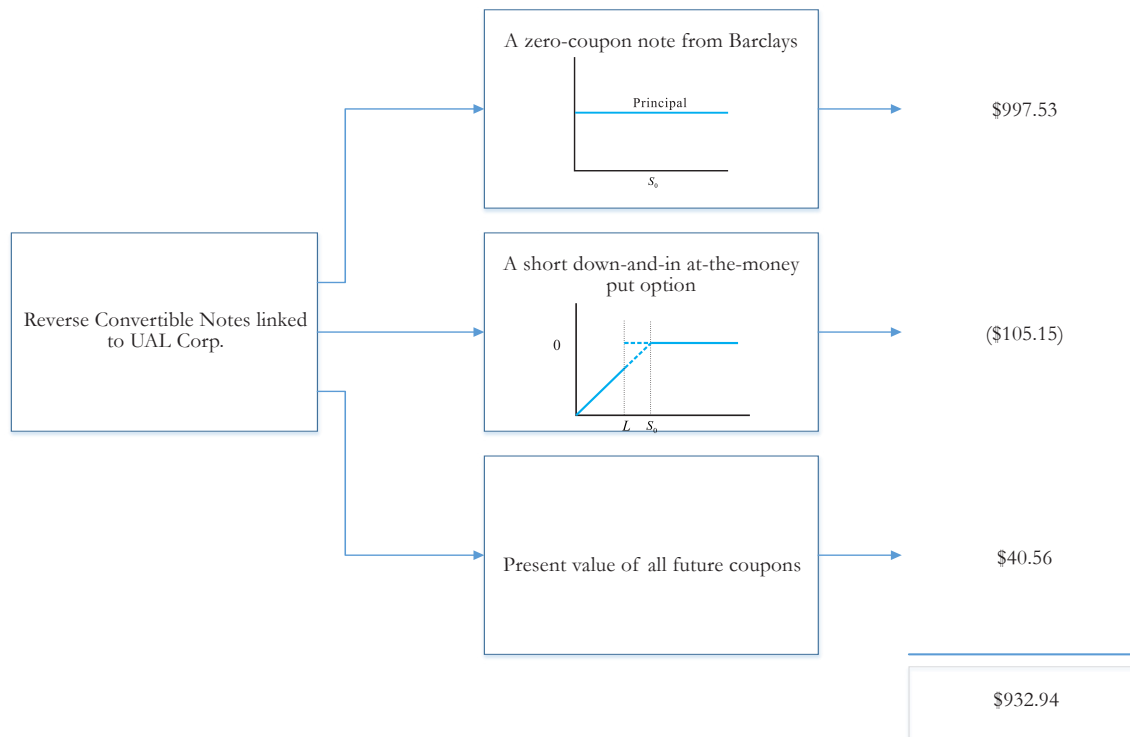 A zero-coupon note from Barclays
Principal
S₀
$997.53
Reverse Convertible Notes linked
to UAL Corp.
A short down-and-in at-the-money
put option
0
L S₀
($105.15)
Present value of all future coupons
$40.56
$932.94